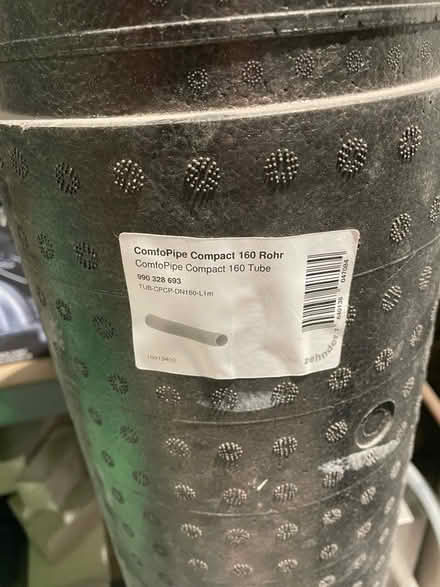 ComfoPipe Compact 160 Rohr
ComfoPipe Compact 160 Tube
990 328 693
TUB-CPCP-DN160-L1m
zehnder